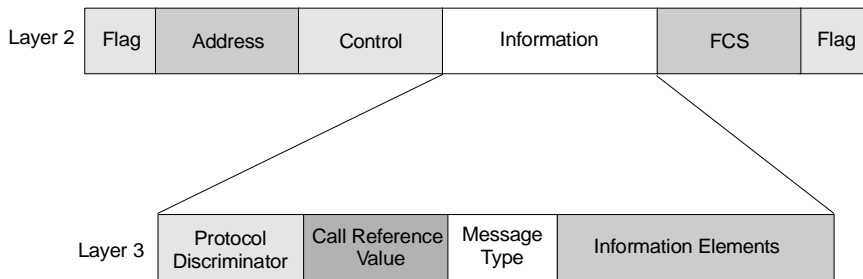 Layer 2 Flag Address Control Information FCS Flag
Layer 3 Protocol Discriminator Call Reference Value Message Type Information Elements